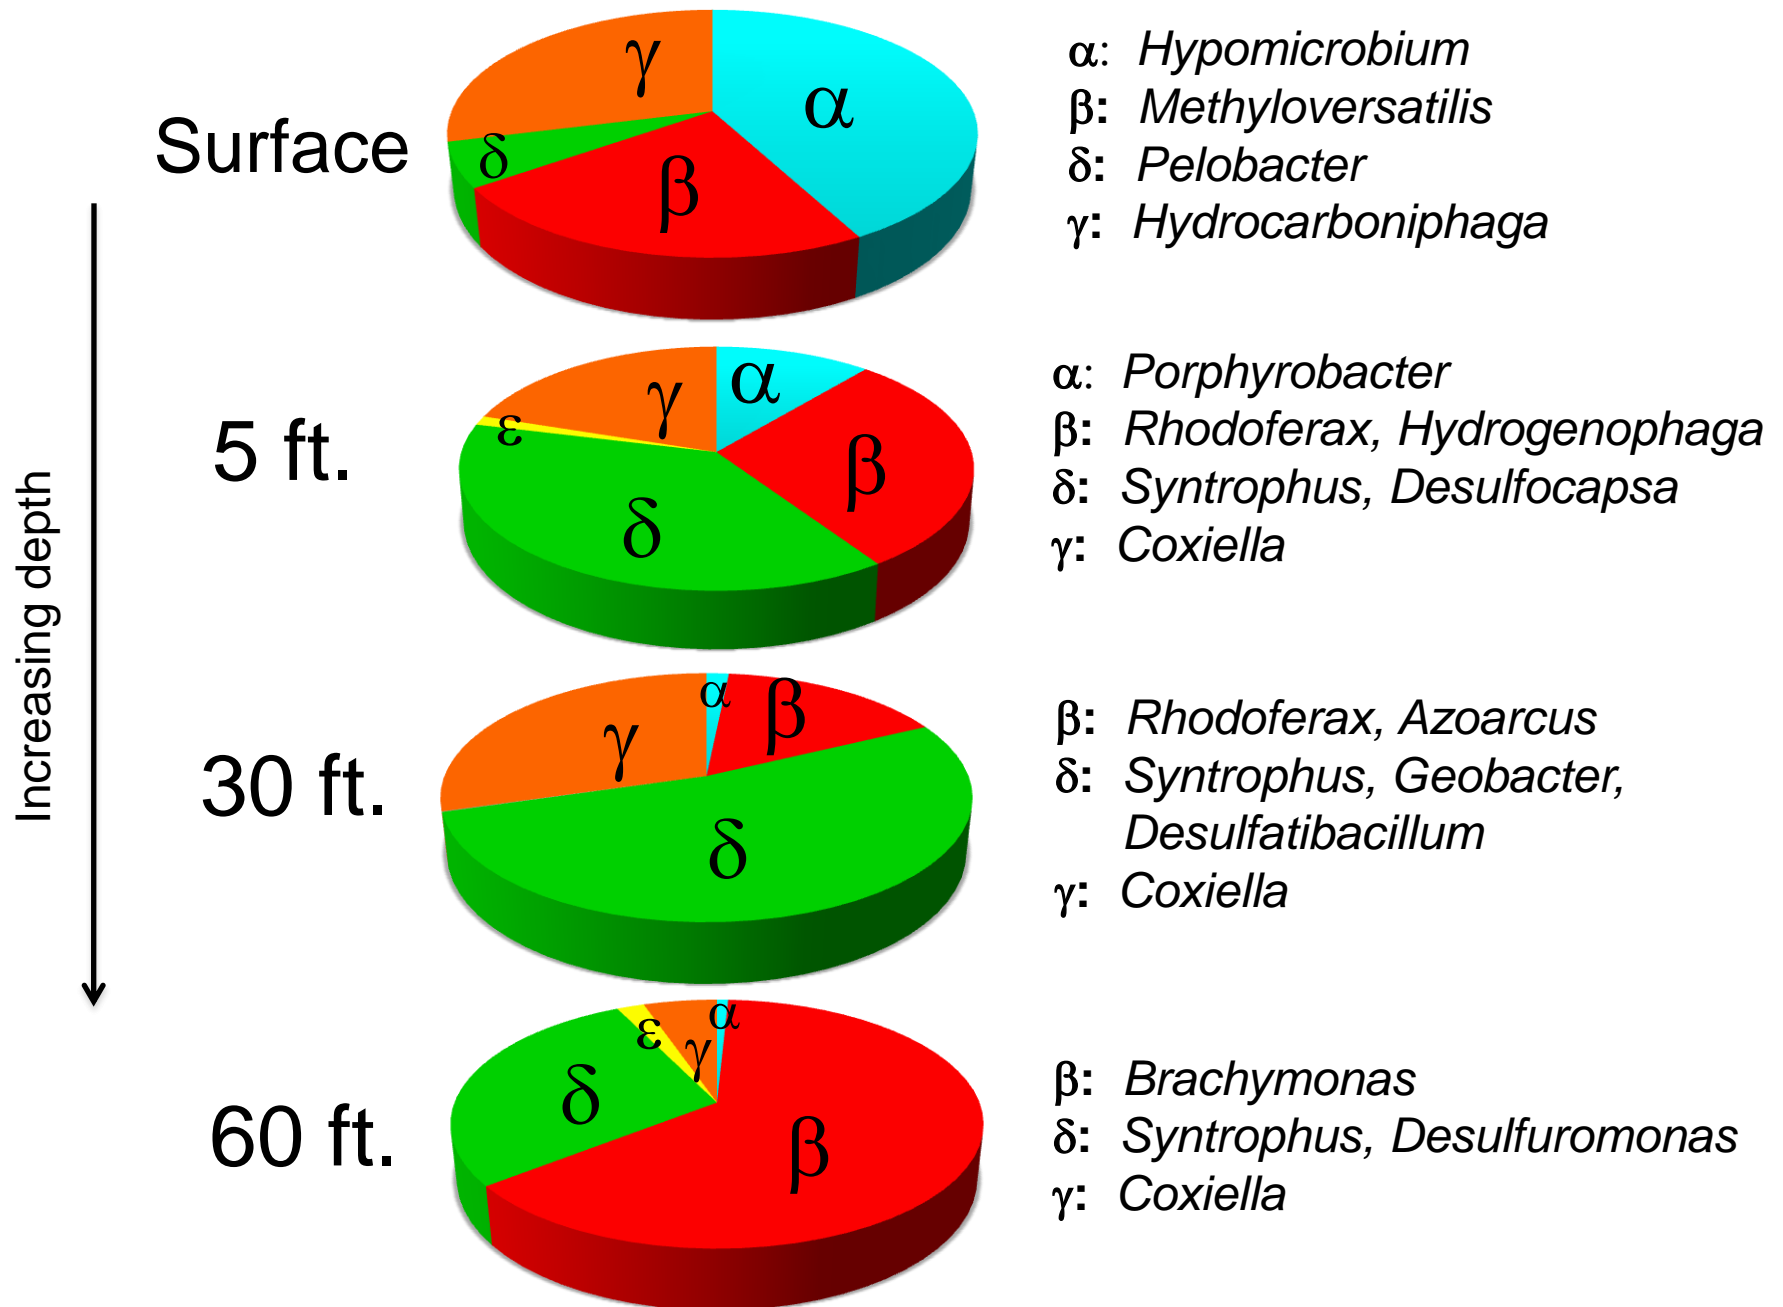 Surface
γ
α
δ
β
α: Hypomicrobium
β: Methyloversatilis
δ: Pelobacter
γ: Hydrocarboniphaga
Increasing depth
5 ft.
α
γ
ε
β
δ
α: Porphyrobacter
β: Rhodoferax, Hydrogenophaga
δ: Syntrophus, Desulfocapsa
γ: Coxiella
30 ft.
α
β
γ
δ
β: Rhodoferax, Azoarcus
δ: Syntrophus, Geobacter,
Desulfatibacillum
γ: Coxiella
60 ft.
α
ε
γ
δ
β
β: Brachymonas
δ: Syntrophus, Desulfuromonas
γ: Coxiella